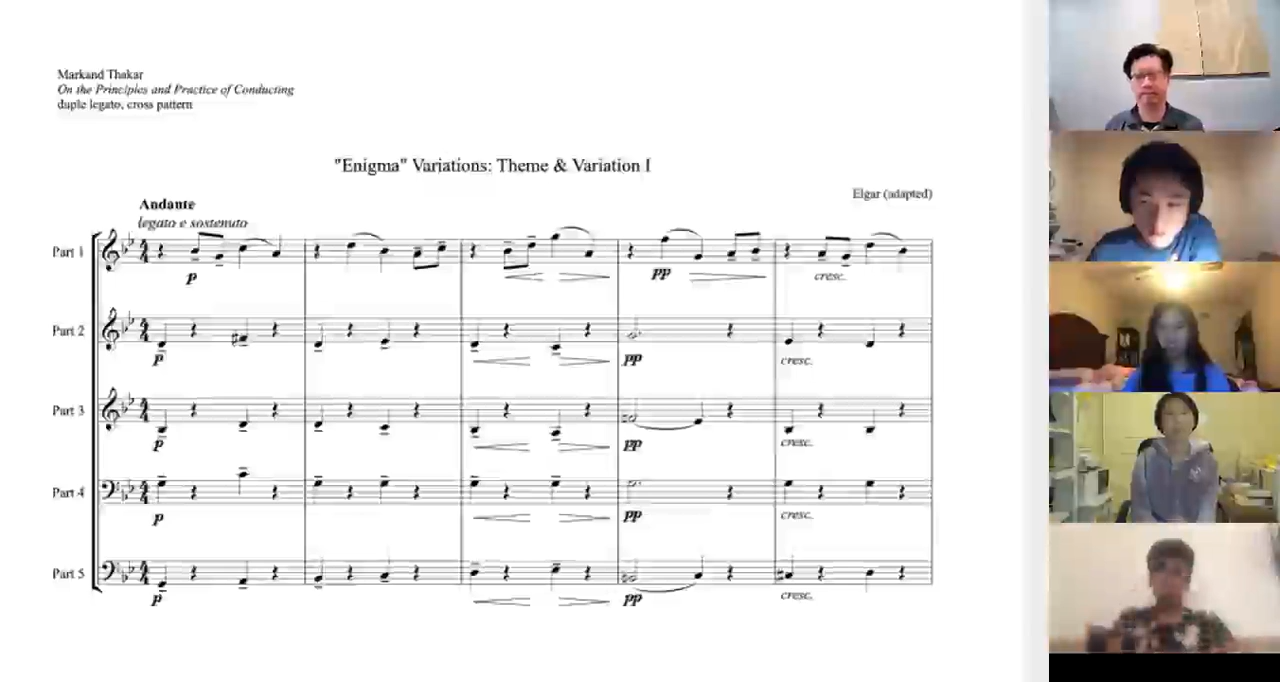 Markand Thakar
On the Principles and Practice of Conducting
duple legato, cross pattern
"Enigma" Variations: Theme & Variation I
Elgar (adapted)
Andante
legato e sostenuto
Part 1
p
pp
cresc.
Part 2
p
pp
cresc.
Part 3
p
pp
cresc.
Part 4
p
pp
cresc.
Part 5
p
pp
cresc.